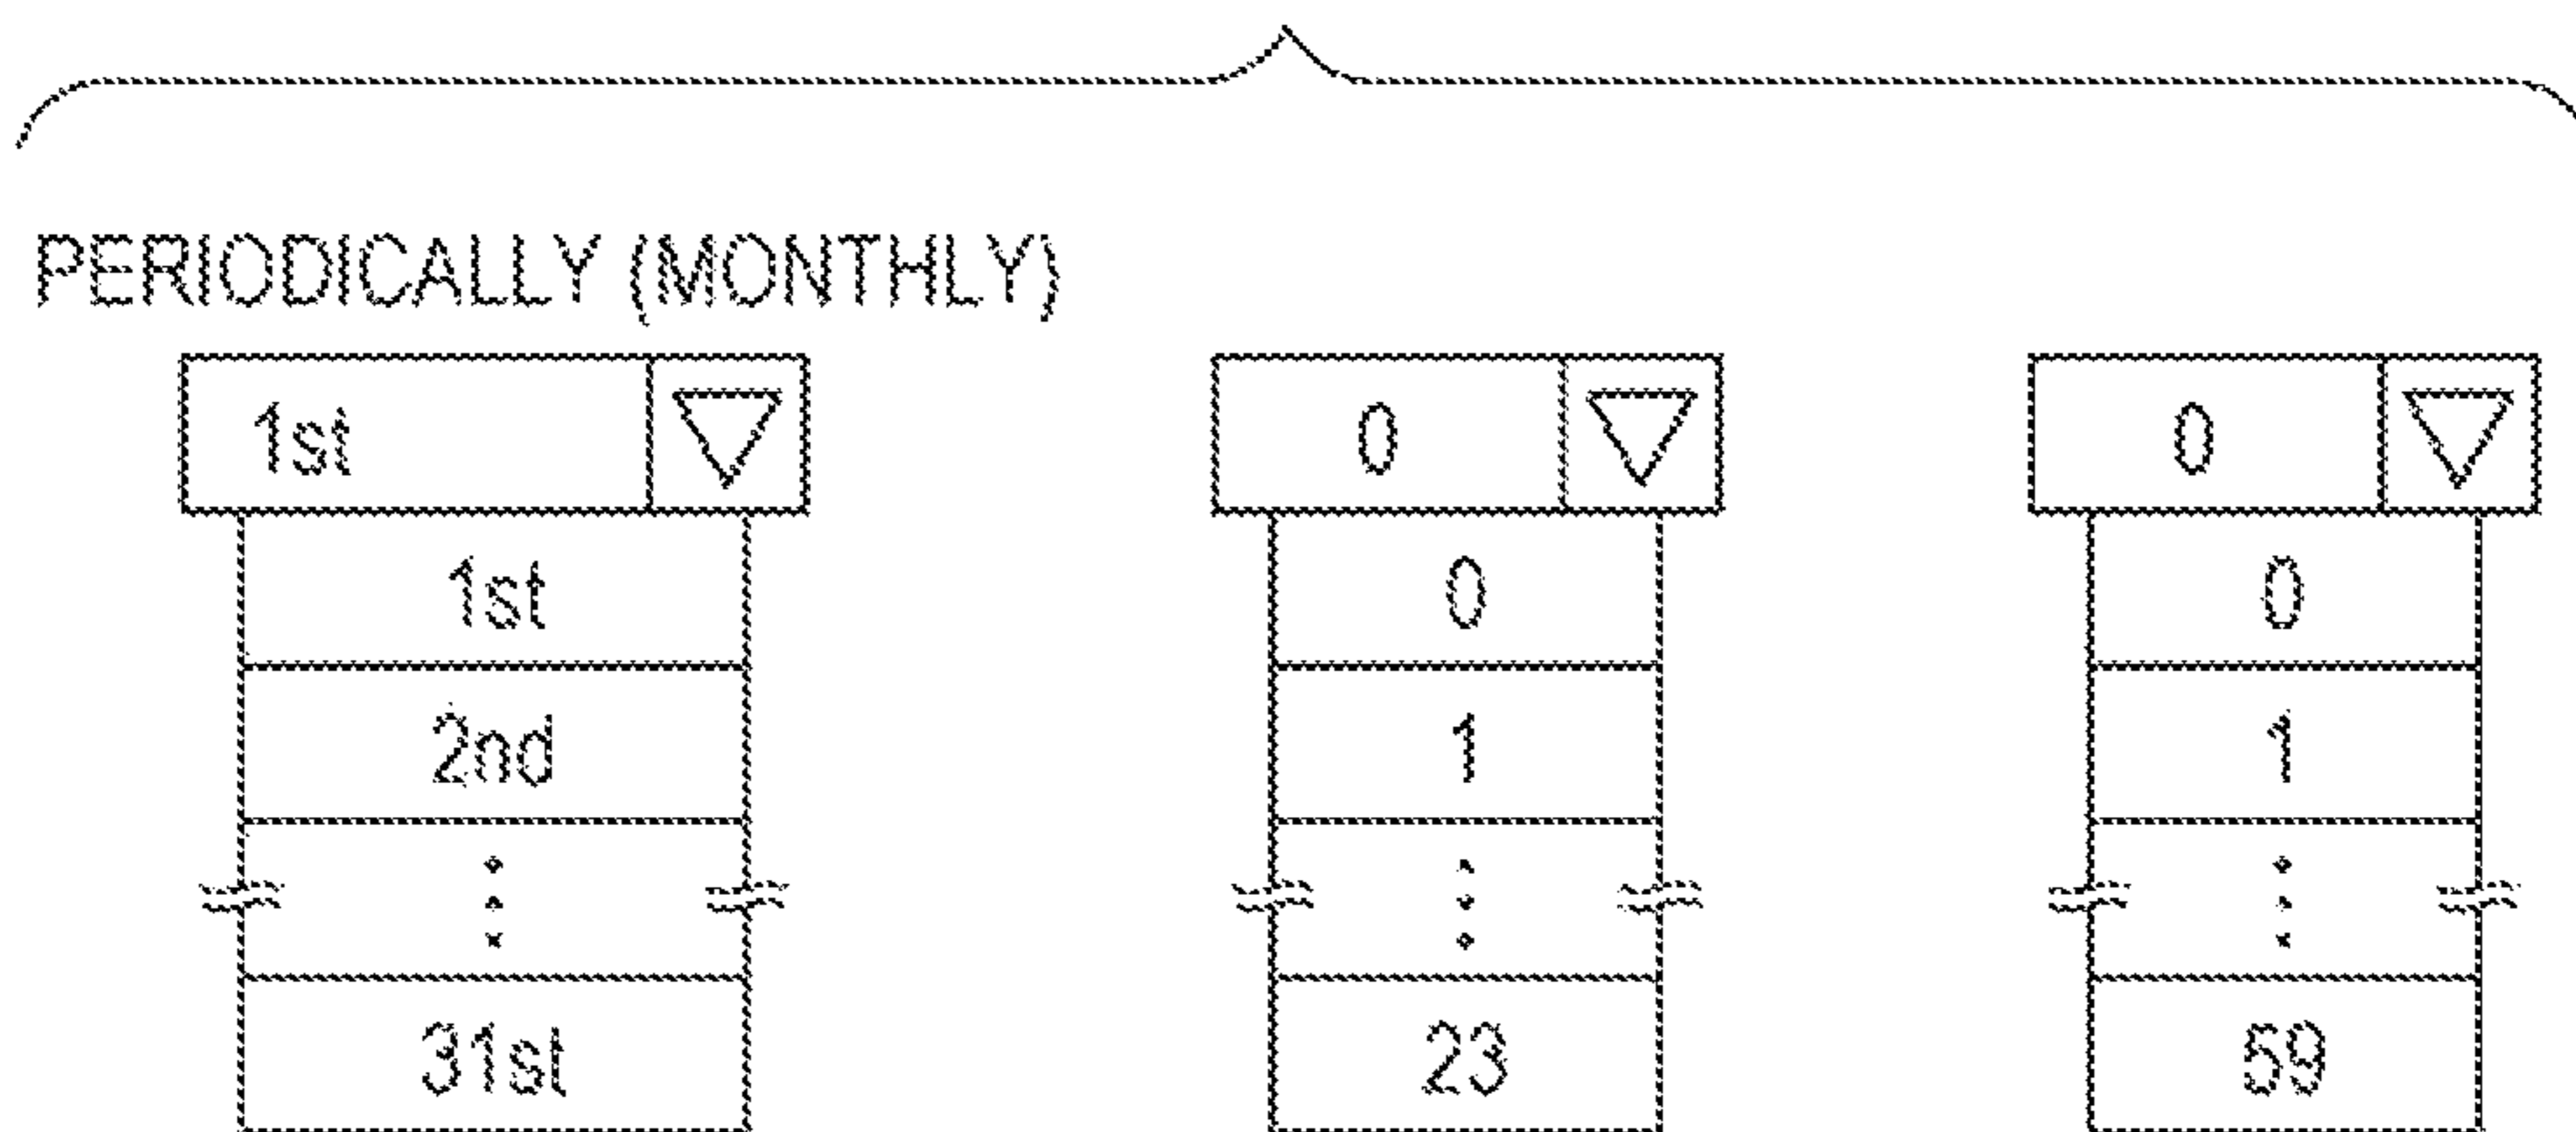 PERIODICALLY (MONTHLY)
1st 0 0
1st 0 0
2nd 1 1
31st 23 59